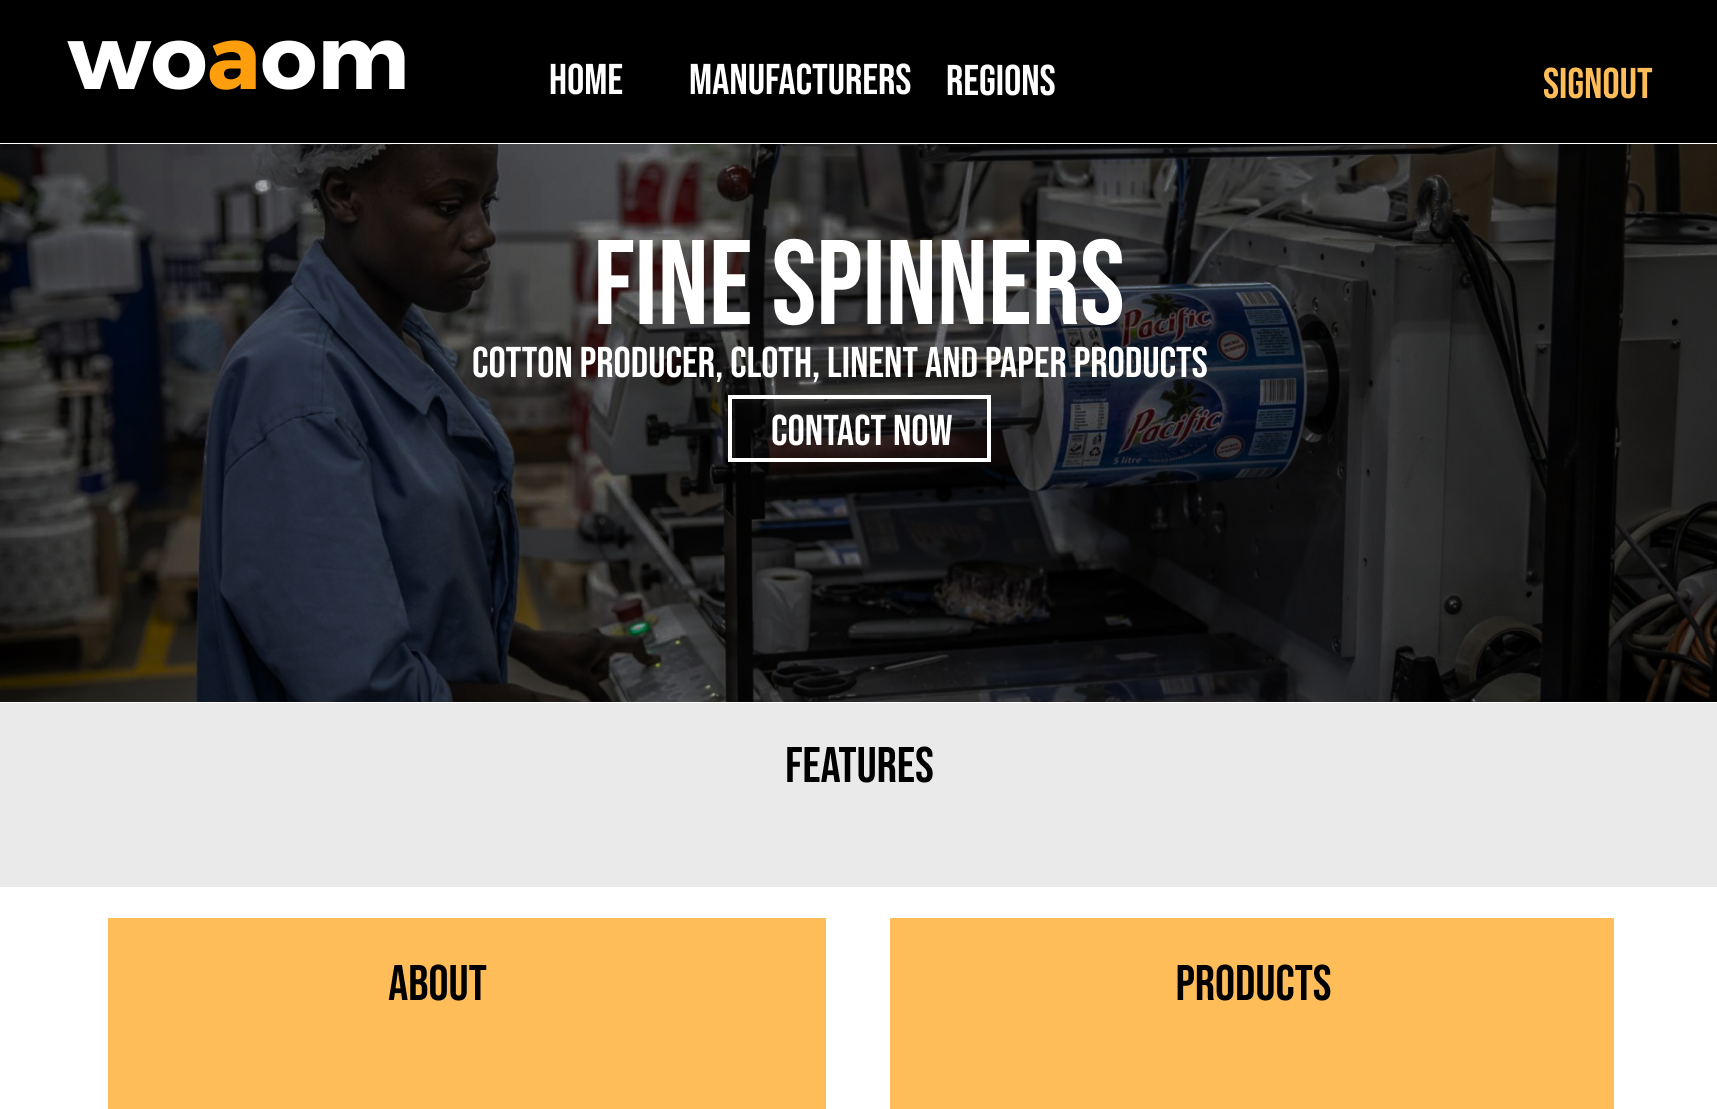 woaom
HOME MANUFACTURERS REGIONS SIGNOUT
FINE SPINNERS
COTTON PRODUCER, CLOTH, LINENT AND PAPER PRODUCTS
CONTACT NOW
Pacific
Pacific
5 litre
FEATURES
ABOUT PRODUCTS